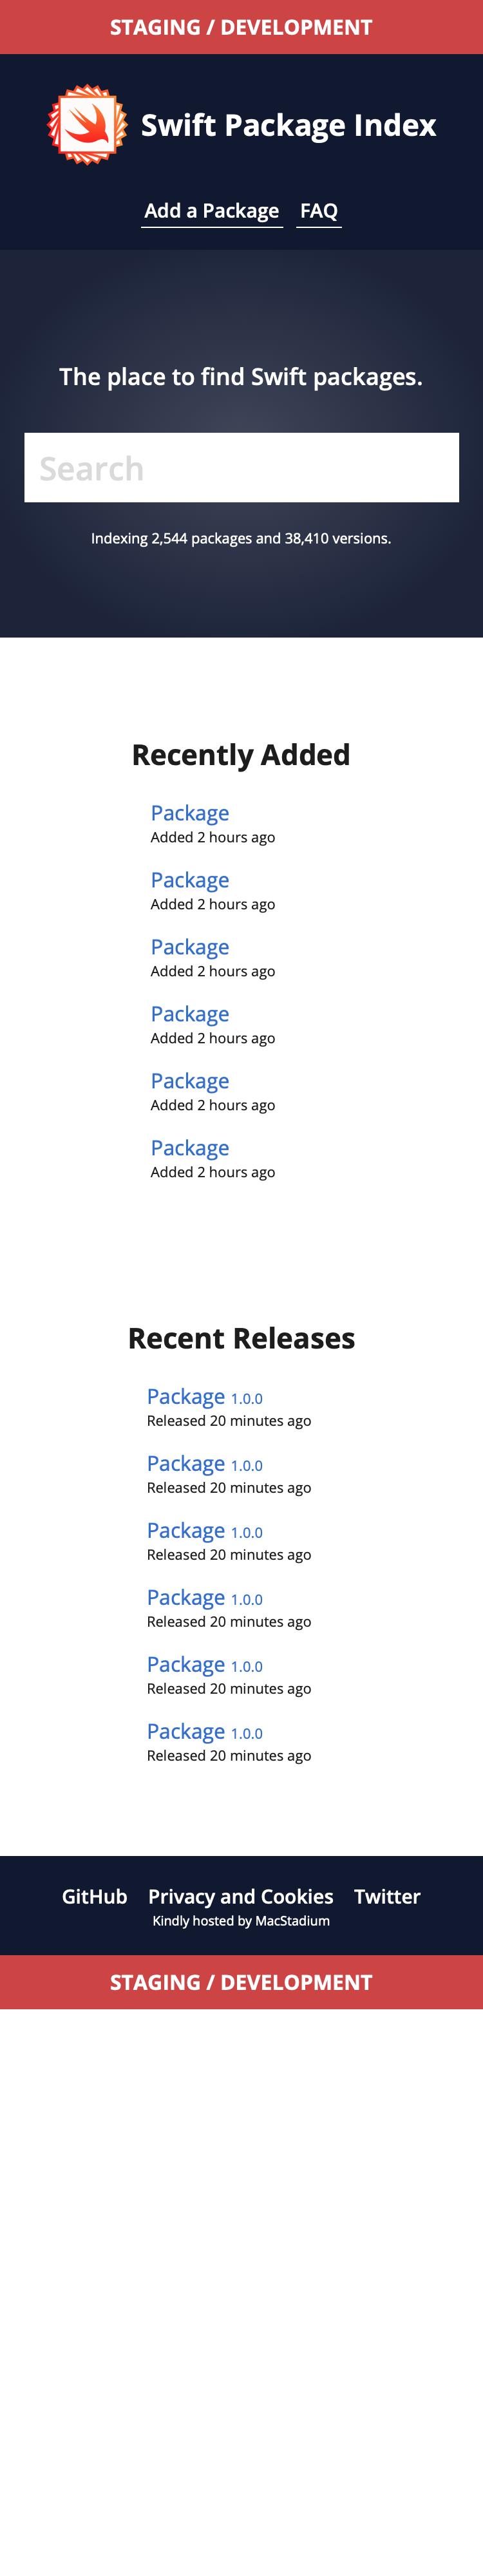 STAGING / DEVELOPMENT
Swift Package Index
Add a Package FAQ
The place to find Swift packages.
Search
Indexing 2,544 packages and 38,410 versions.
Recently Added
Package
Added 2 hours ago
Package
Added 2 hours ago
Package
Added 2 hours ago
Package
Added 2 hours ago
Package
Added 2 hours ago
Package
Added 2 hours ago
Recent Releases
Package 1.0.0
Released 20 minutes ago
Package 1.0.0
Released 20 minutes ago
Package 1.0.0
Released 20 minutes ago
Package 1.0.0
Released 20 minutes ago
Package 1.0.0
Released 20 minutes ago
Package 1.0.0
Released 20 minutes ago
GitHub Privacy and Cookies Twitter
Kindly hosted by MacStadium
STAGING / DEVELOPMENT